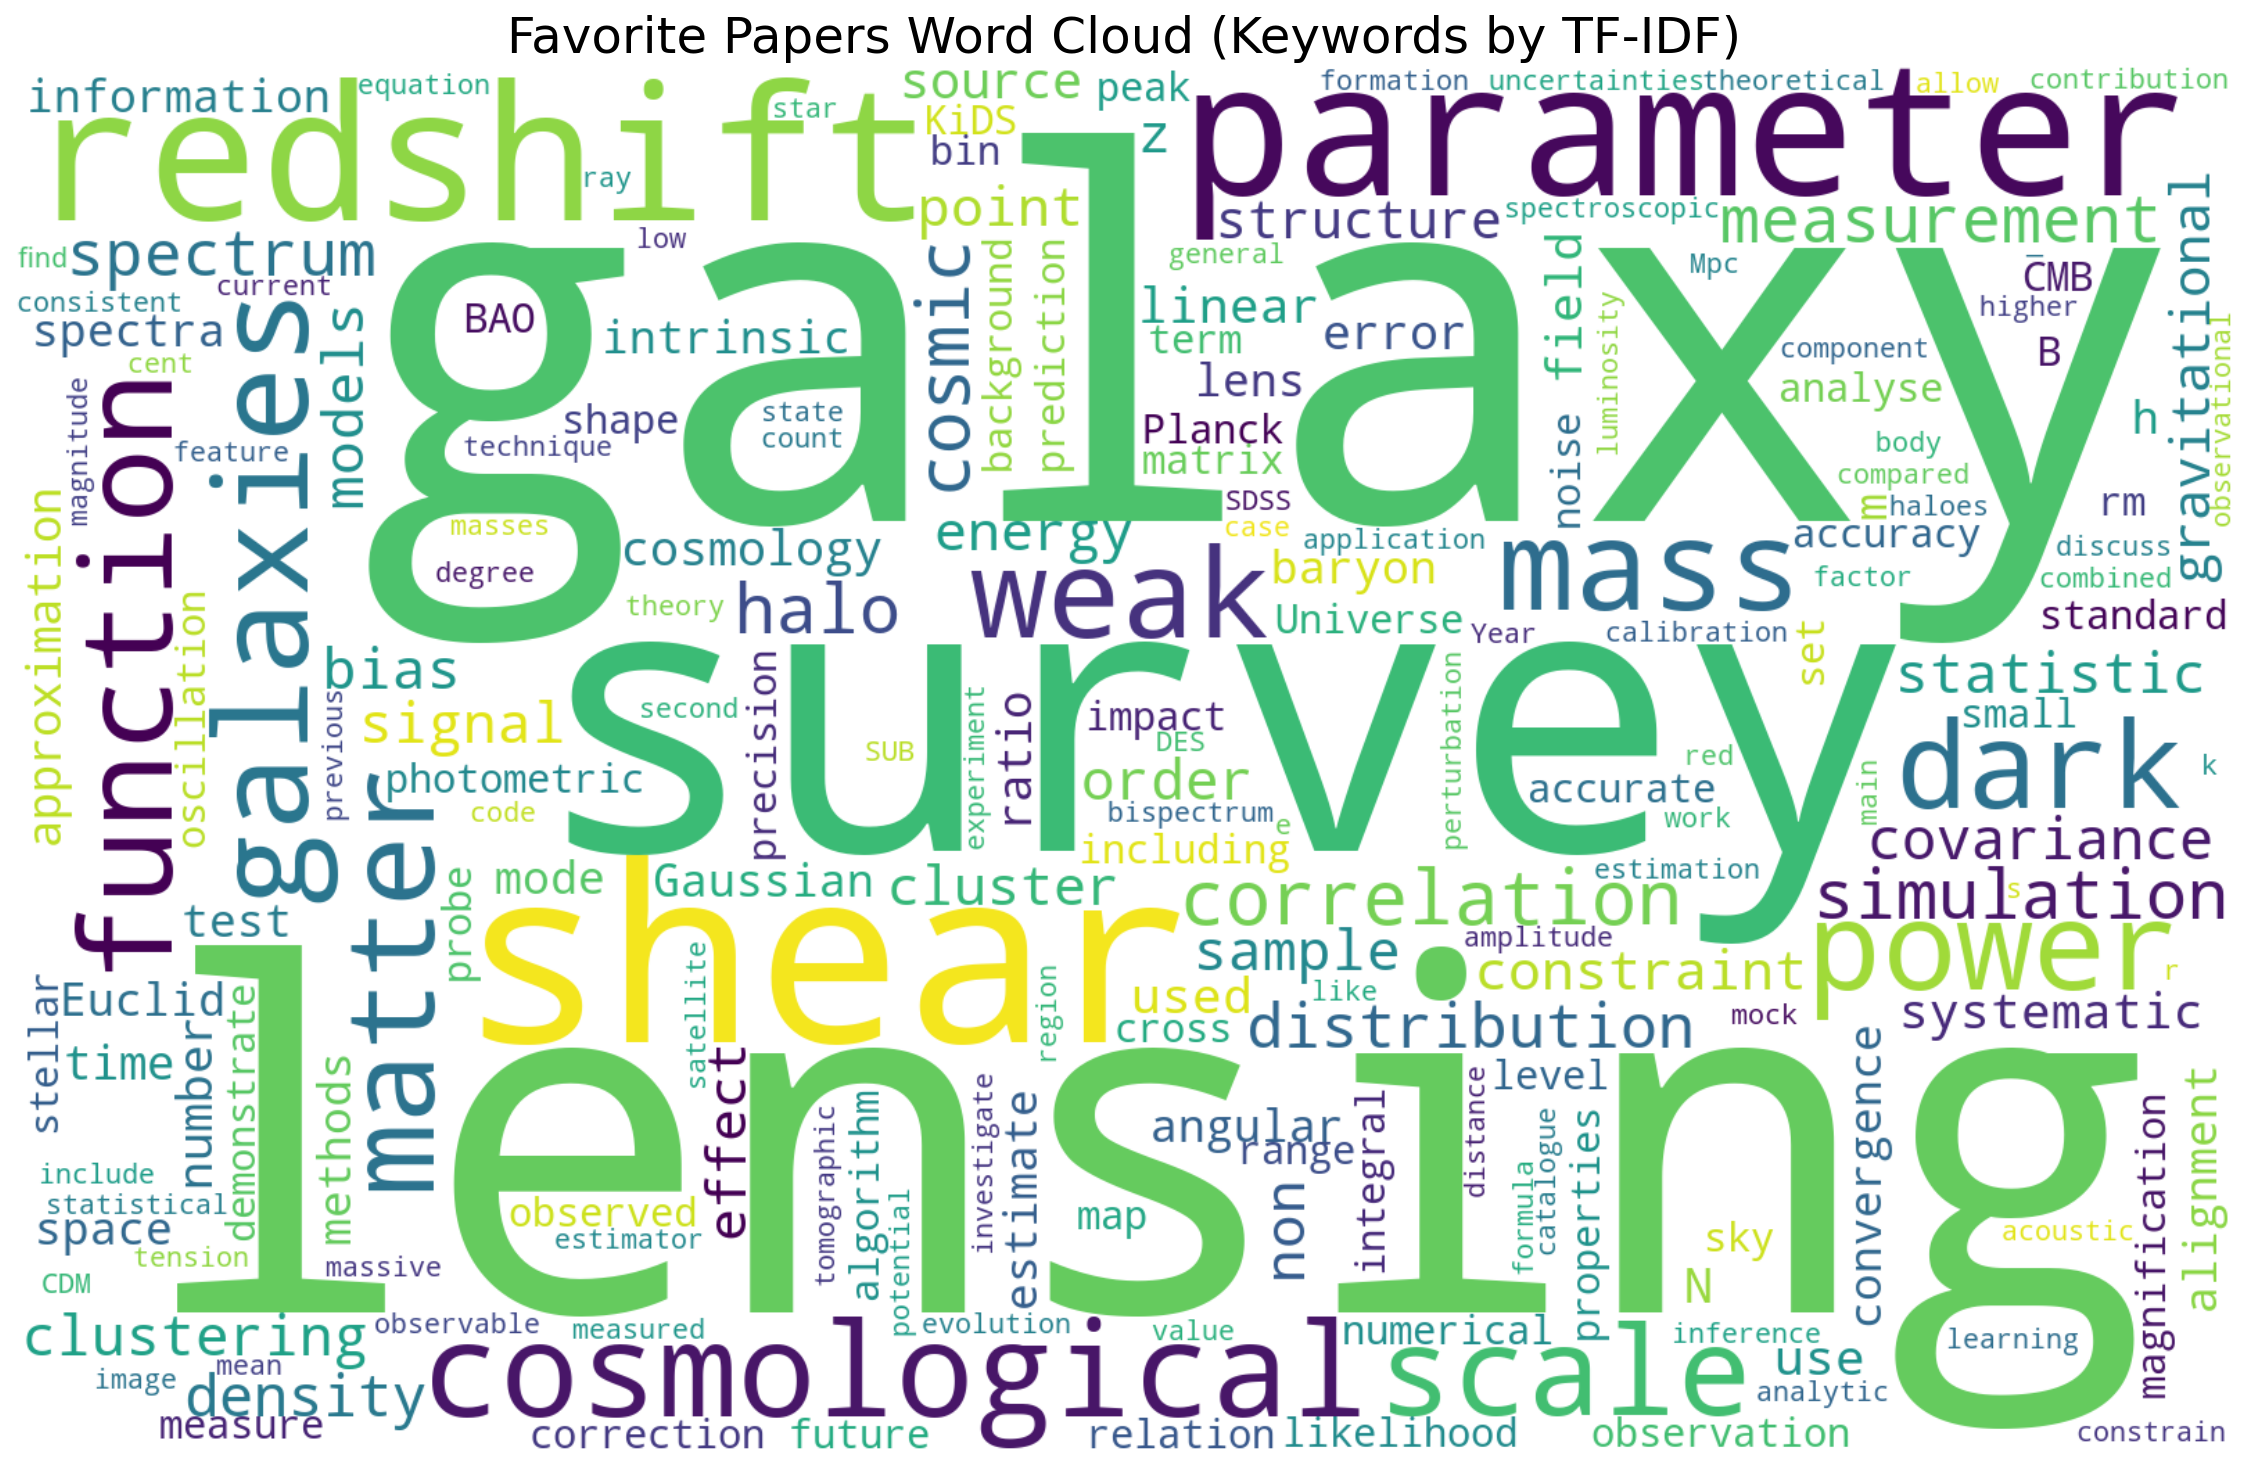 Favorite Papers Word Cloud (Keywords by TF-IDF)
information
equation
redshift
star
ray
source
KiDS
bin
peak
z
point
parameter
formation
uncertainties
theoretical
allow
contribution
structure
spectroscopic
measurement
gravitational
find
spectrum
low
current
consistent
spectra
cent
galaxies
models
galaxy
BAO
intrinsic
shape
technique
state
count
cosmic
background
prediction
general
linear
term
lens
error
Planck
matrix
SDSS
case
field
noise
luminosity
Mpc
_
CMB
higher
B
component
analyse
h
observational
body
compared
m
haloes
rm
accuracy
magnitude
feature
function
approximation
oscillation
masses
degree
cosmology
theory
halo
energy
weak
application
baryon
Universe
mass
Year
calibration
factor
discuss
combined
standard
set
bias
previous
signal
survey
second
SUB
precision
experiment
ratio
impact
DES
order
bispectrum
e
including
perturbation
red
accurate
work
main
estimation
statistic
small
dark
k
covariance
simulation
s
matter
photometric
code
mode
Gaussian
cluster
correlation
probe
test
shear
sample
amplitude
constraint
power
r
used
like
cross
region
satellite
distribution
mock
systematic
stellar
Euclid
time
number
demonstrate
methods
lensing
effect
tomographic
algorithm
potential
investigate
estimate
angular
range
map
non
integral
distance
level
formula
catalogue
properties
convergence
sky
N
acoustic
magnification
alignment
include
statistical
space
tension
CDM
massive
observed
estimator
clustering
observable
measured
evolution
value
numerical
inference
learning
image
mean
density
cosmological
scale
use
analytic
measure
correction
future
relation
likelihood
observation
constrain